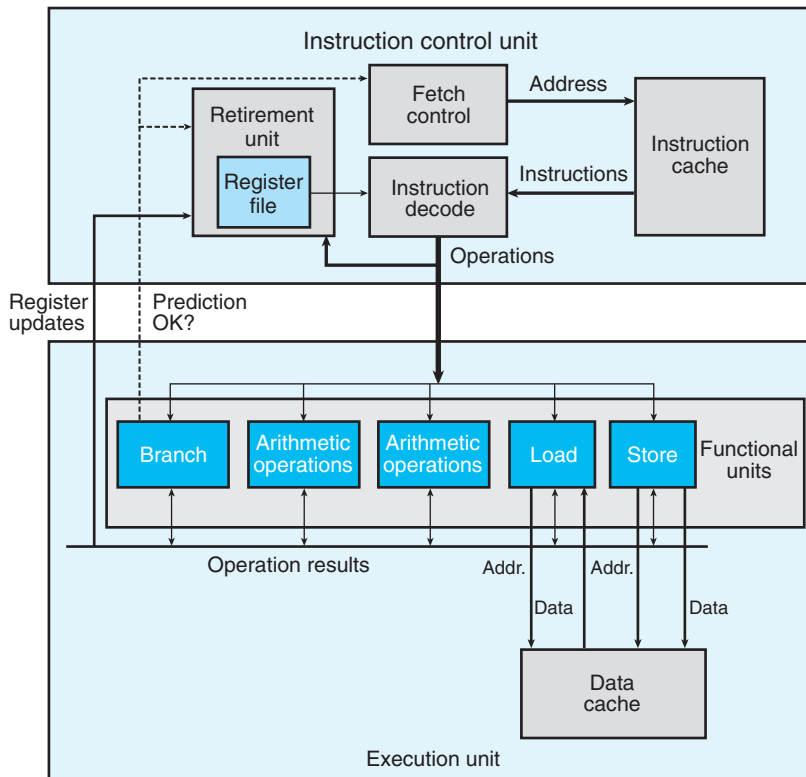 Instruction control unit
Fetch
control
Address
Retirement
unit
Instruction
cache
Register
file
Instruction
decode
Instructions
Operations
Register
updates
Prediction
OK?
Branch
Arithmetic
operations
Arithmetic
operations
Load
Store
Functional
units
Operation results
Addr.
Addr.
Data
Data
Data
cache
Execution unit